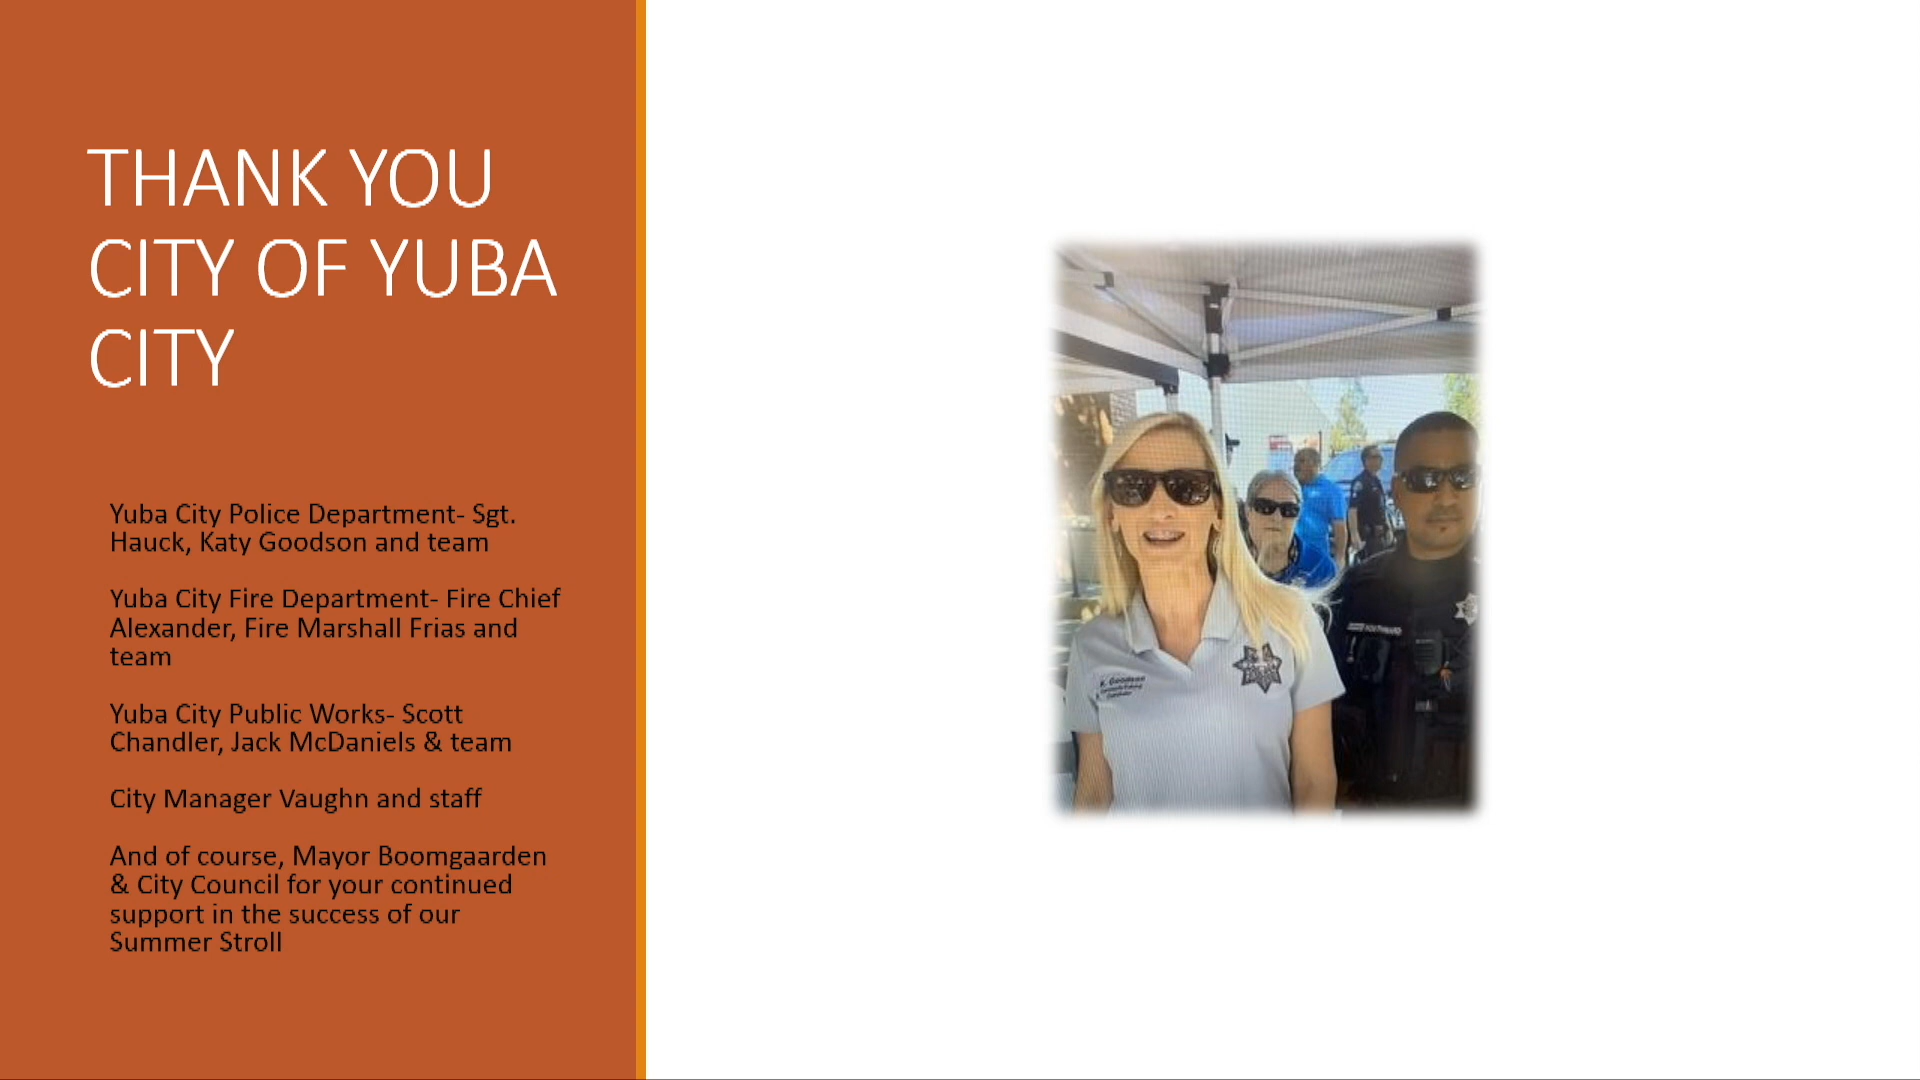 THANK YOU
CITY OF YUBA
CITY
Yuba City Police Department- Sgt.
Hauck, Katy Goodson and team
Yuba City Fire Department- Fire Chief
Alexander, Fire Marshall Frias and
team
Yuba City Public Works- Scott
Chandler, Jack McDaniels & team
City Manager Vaughn and staff
And of course, Mayor Boomgaarden
& City Council for your continued
support in the success of our
Summer Stroll
K. Goodson